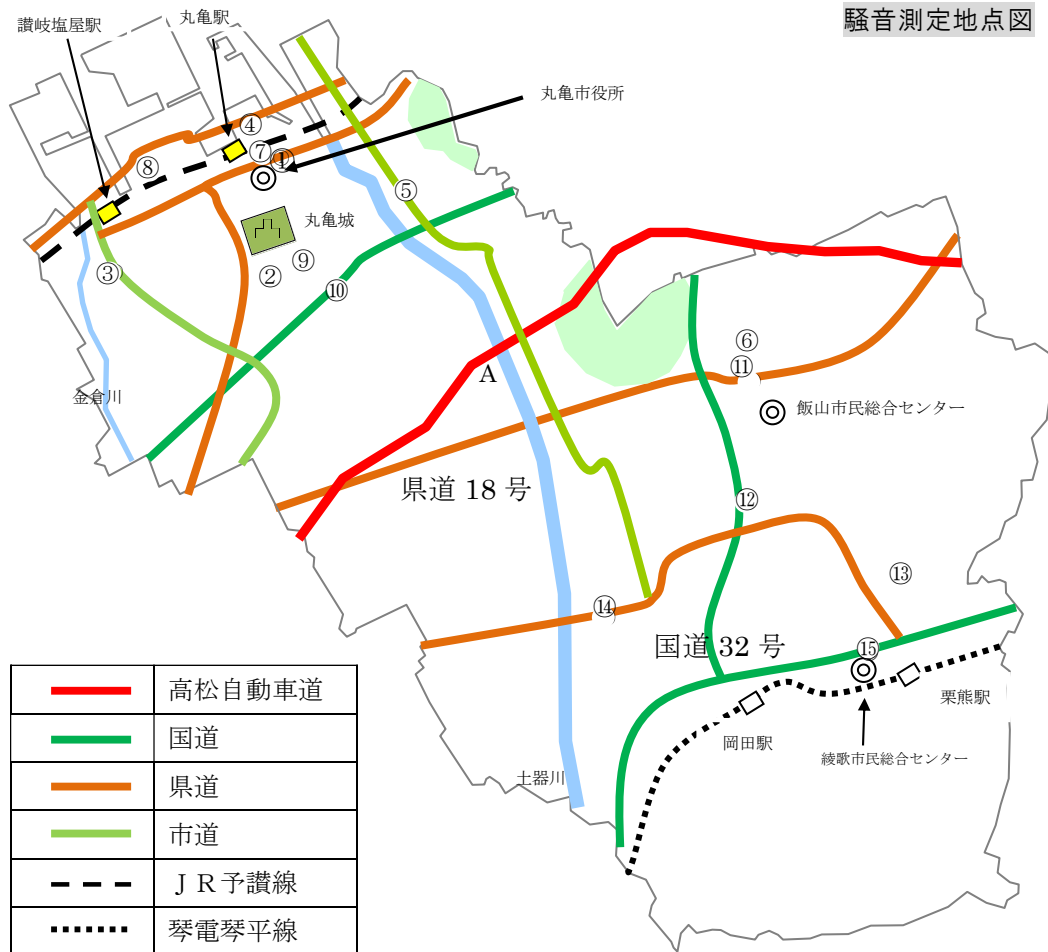 騒音測定地点図
丸亀駅
讃岐塩屋駅
丸亀市役所
④
⑦
①
⑧
⑤
丸亀城
⑨
②
③
⑩
⑥
A
⑪
金倉川
飯山市民総合センター
県道 18 号
⑫
⑬
⑭
国道 32 号
⑮
栗熊駅
岡田駅
綾歌市民総合センター
土器川
高松自動車道
国道
県道
市道
ＪＲ予讃線
琴電琴平線